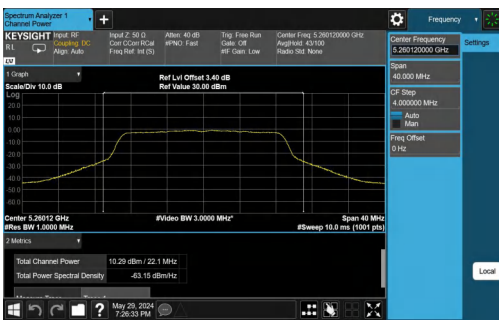 Spectrum Analyzer 1
Channel Power
Frequency
KEYSIGHT
RL
Input: RF
Coupling: DC
Align: Auto
Input Z: 50 Ω
Corr CCorr RCal
Freq Ref: Int (S)
Atten: 40 dB
#PNO: Fast
Trig: Free Run
Gate: Off
#IF Gain: Low
Center Freq: 5.260120000 GHz
Avg|Hold: 43/100
Radio Std: None
LXI
Center Frequency
5.260120000 GHz
Settings
Span
40.000 MHz
CF Step
4.000000 MHz
Auto
Man
Freq Offset
0 Hz
1 Graph
Scale/Div 10.0 dB
Ref Lvl Offset 3.40 dB
Ref Value 30.00 dBm
Log
20.0
10.0
0.00
-10.0
-20.0
-30.0
-40.0
-50.0
-60.0
Center 5.26012 GHz
#Video BW 3.0000 MHz*
Span 40 MHz
#Res BW 1.0000 MHz
#Sweep 10.0 ms (1001 pts)
2 Metrics
Total Channel Power 10.29 dBm / 22.1 MHz
Total Power Spectral Density -63.15 dBm/Hz
Local
?
May 29, 2024
7:26:33 PM